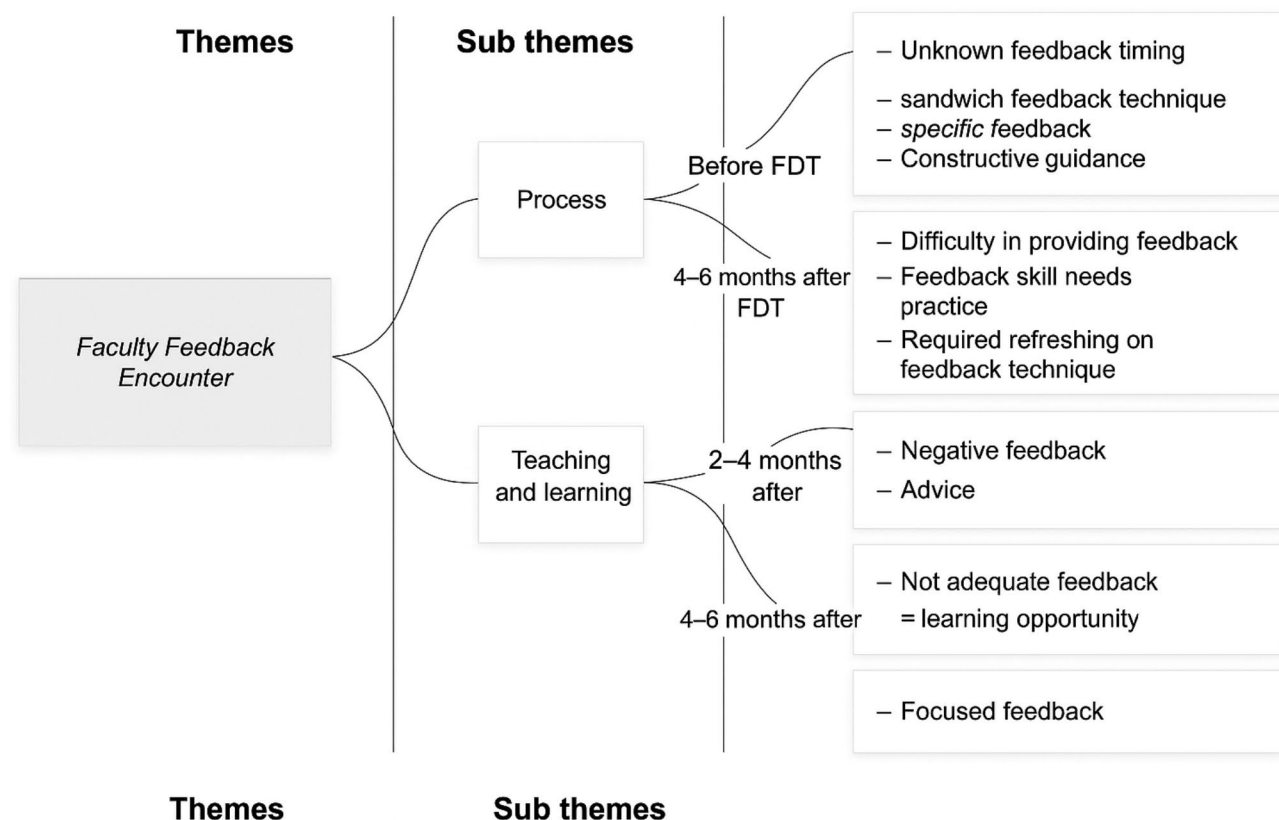 Themes
Sub themes
Faculty Feedback
Encounter
Process
Before FDT
– Unknown feedback timing
– sandwich feedback technique
– specific feedback
– Constructive guidance
4–6 months after
FDT
– Difficulty in providing feedback
– Feedback skill needs
practice
– Required refreshing on
feedback technique
Teaching
and learning
2–4 months
after
– Negative feedback
– Advice
4–6 months after
– Not adequate feedback
= learning opportunity
– Focused feedback
Themes
Sub themes